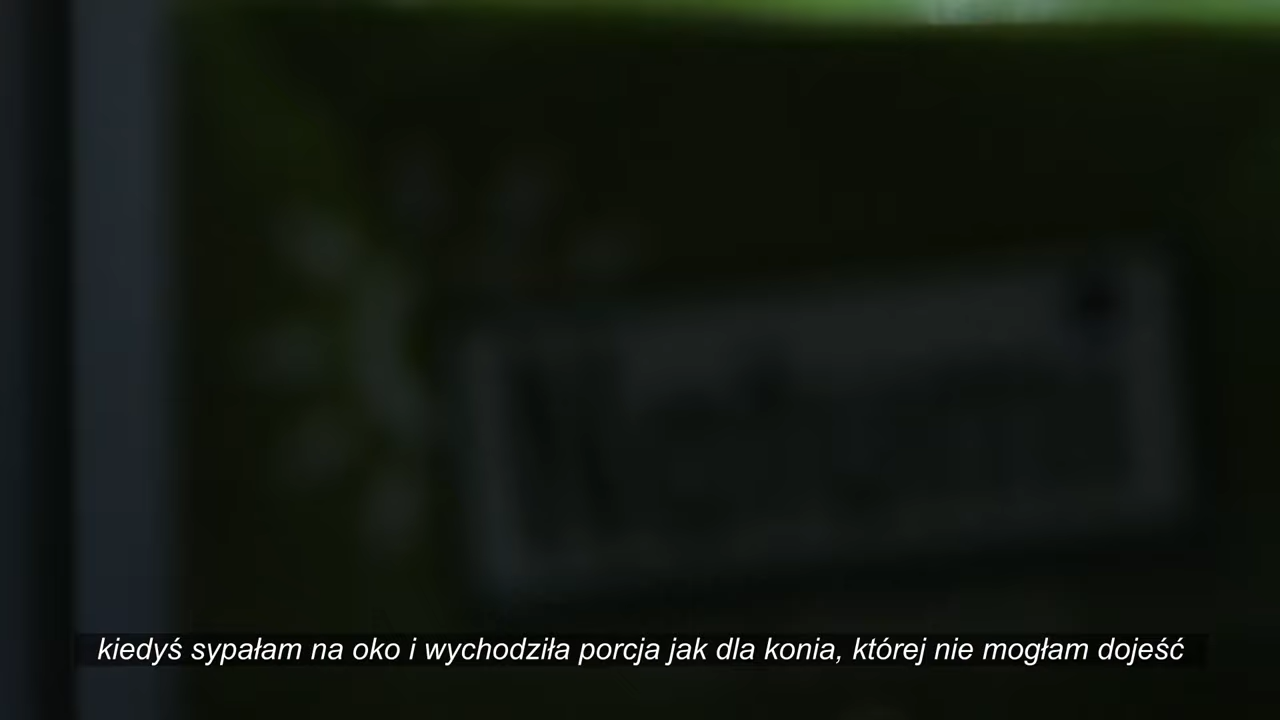 kiedyś sypałam na oko i wychodziła porcja jak dla konia, której nie mogłam dojeść